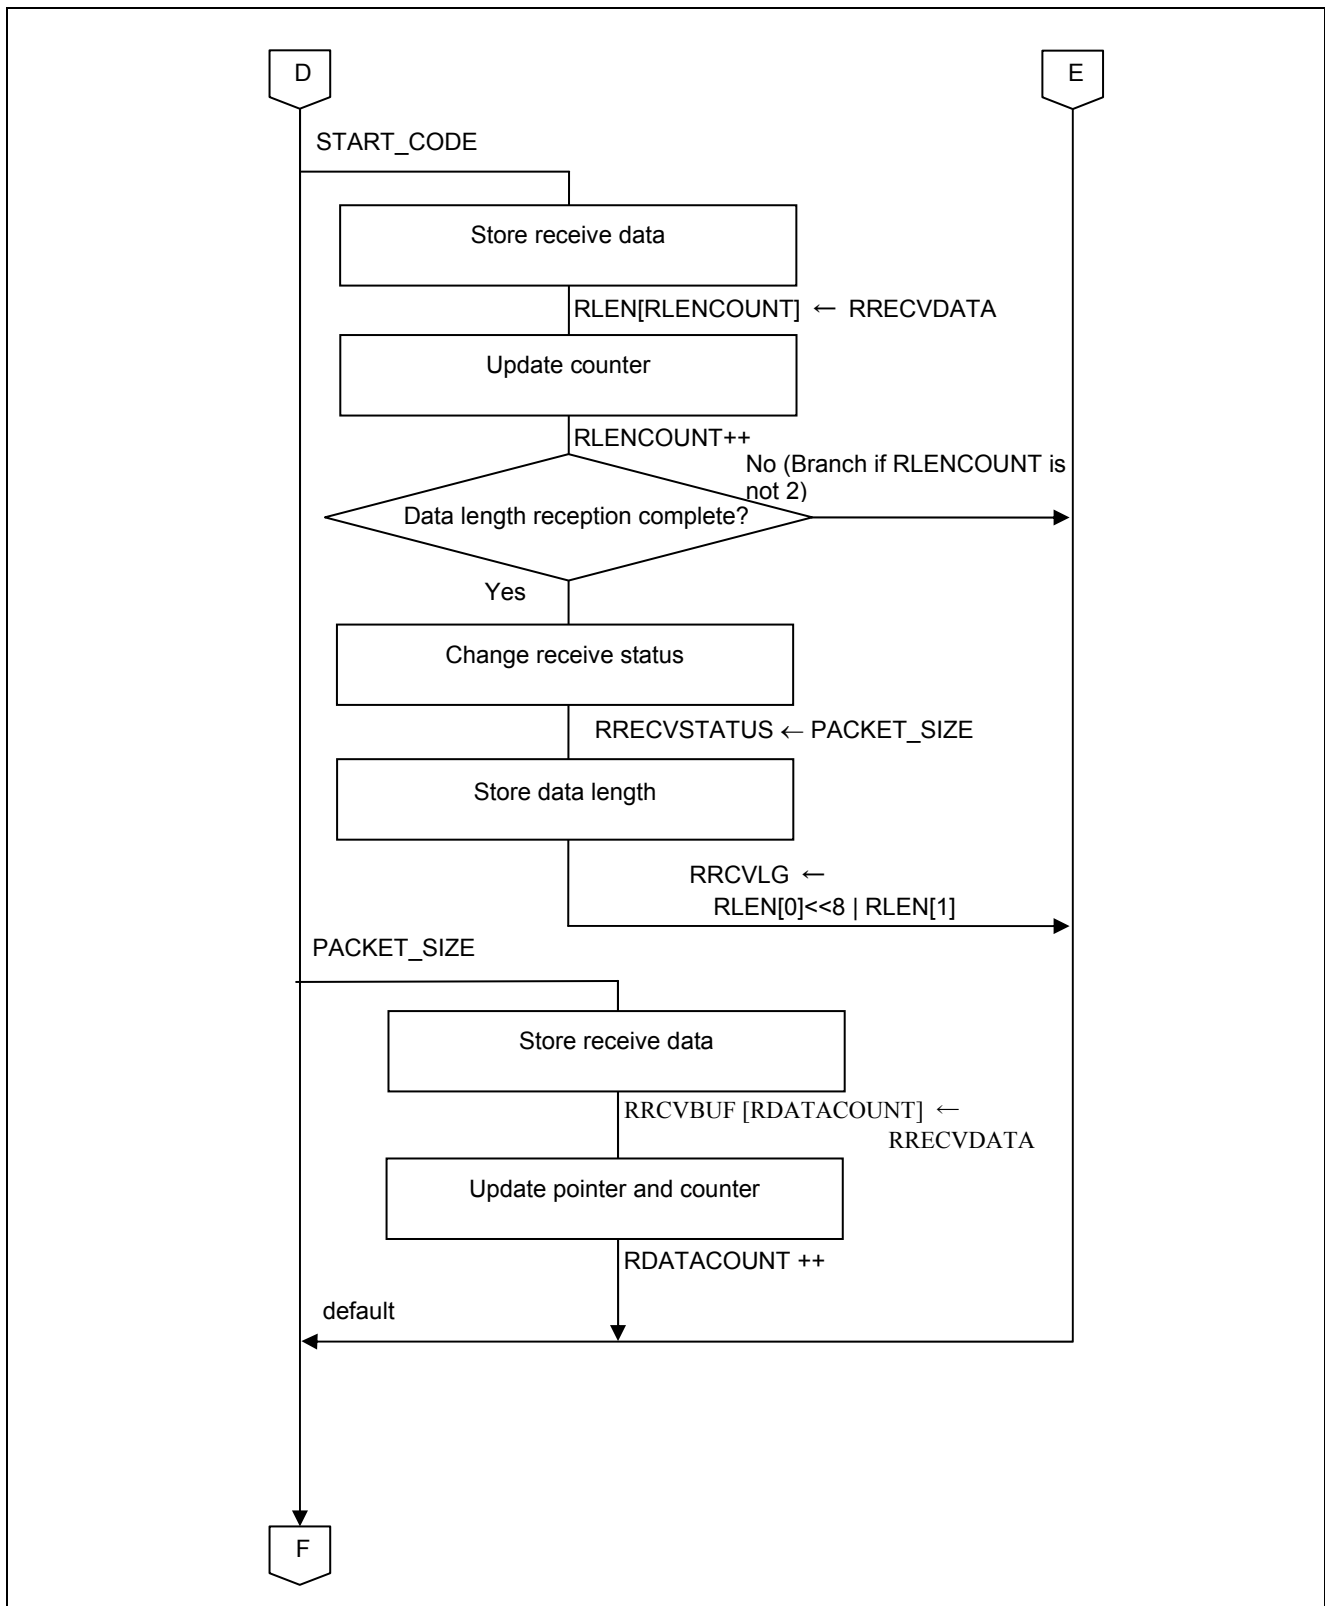 D
E
START_CODE
Store receive data
RLEN[RLENCOUNT] ← RRECVDATA
Update counter
RLENCOUNT++
No (Branch if RLENCOUNT is
not 2)
Data length reception complete?
Yes
Change receive status
RRECVSTATUS ← PACKET_SIZE
Store data length
RRCVLG ←
RLEN[0]<<8 | RLEN[1]
PACKET_SIZE
Store receive data
RRCVBUF [RDATACOUNT] ←
RRECVDATA
Update pointer and counter
RDATACOUNT ++
default
F